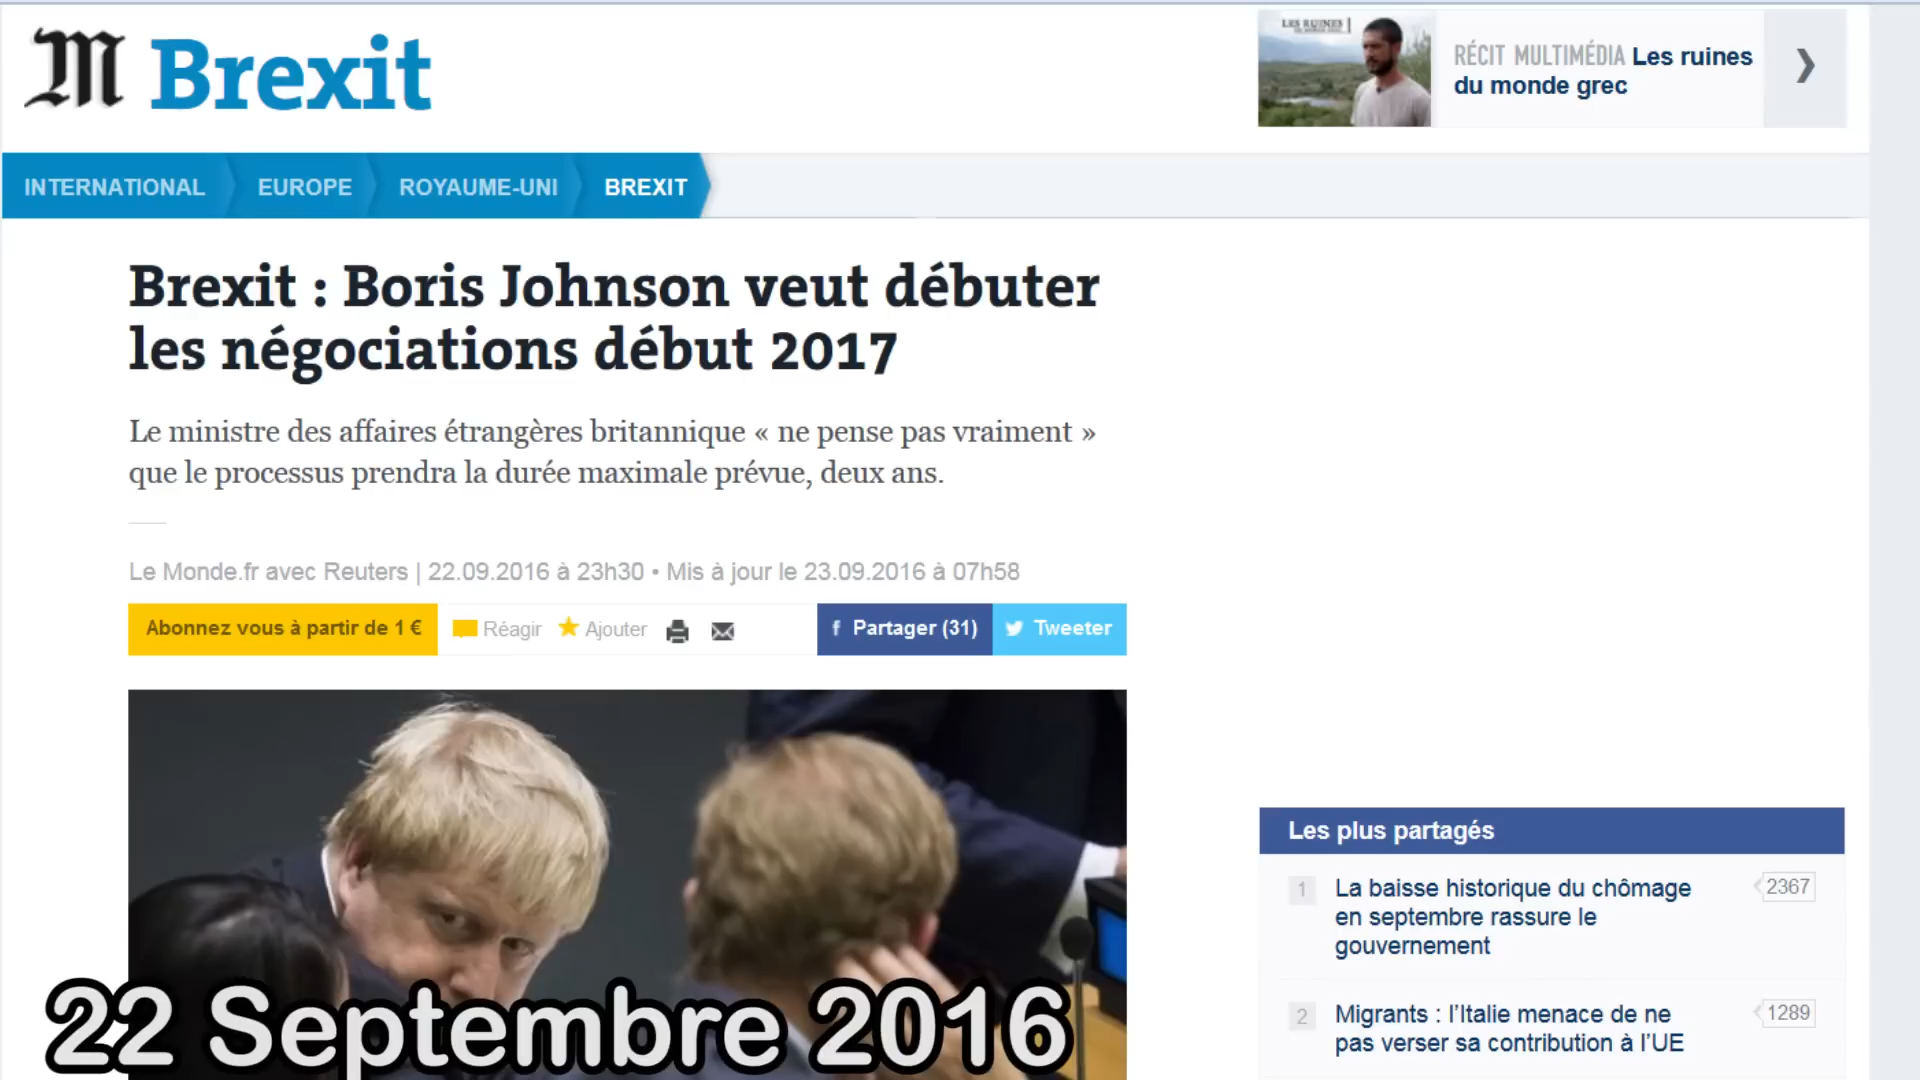 M Brexit
LES RUINES
RÉCIT MULTIMÉDIA Les ruines
du monde grec
INTERNATIONAL
EUROPE
ROYAUME-UNI
BREXIT
Brexit : Boris Johnson veut débuter
les négociations début 2017
Le ministre des affaires étrangères britannique « ne pense pas vraiment »
que le processus prendra la durée maximale prévue, deux ans.
Le Monde.fr avec Reuters | 22.09.2016 à 23h30 • Mis à jour le 23.09.2016 à 07h58
Abonnez vous à partir de 1 €
Réagir
Ajouter
f Partager (31)
Tweeter
22 Septembre 2016
Les plus partagés
1 La baisse historique du chômage 2367
en septembre rassure le
gouvernement
2 Migrants : l’Italie menace de ne 1289
pas verser sa contribution à l’UE